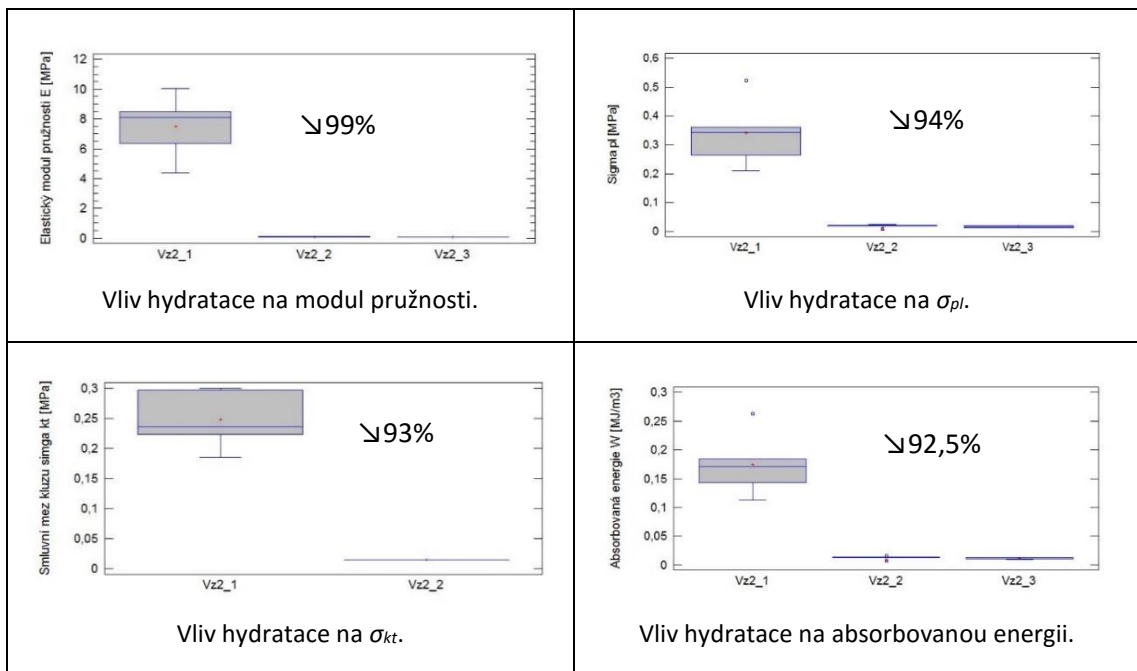 Elastický modul pružnosti E [MPa]
12
10
8
6
4
2
0
↘99%
Vz2_1 Vz2_2 Vz2_3
Vliv hydratace na modul pružnosti.
Sigma pl [MPa]
0,6
0,5
0,4
0,3
0,2
0,1
0
↘94%
Vz2_1 Vz2_2 Vz2_3
Vliv hydratace na σpl.
Smluvní mez kluzu simga kt [MPa]
0,3
0,25
0,2
0,15
0,1
0,05
0
↘93%
Vz2_1 Vz2_2
Vliv hydratace na σkt.
Absorbovaná energie W [MJ/m3]
0,3
0,25
0,2
0,15
0,1
0,05
0
↘92,5%
Vz2_1 Vz2_2 Vz2_3
Vliv hydratace na absorbovanou energii.